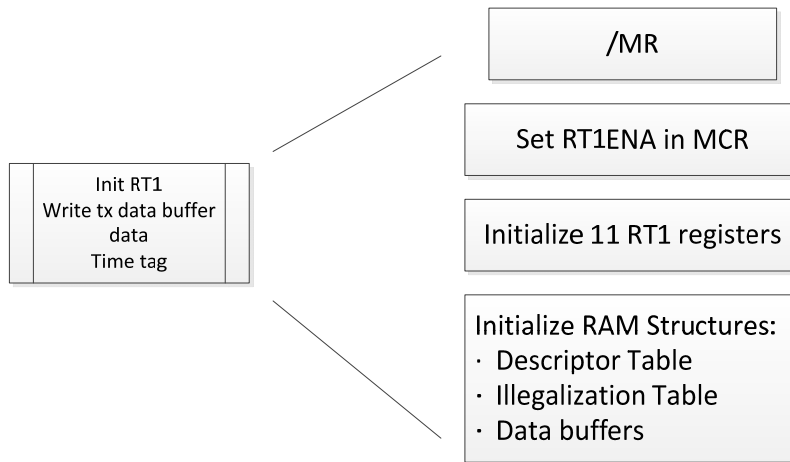 Init RT1
Write tx data buffer
data
Time tag
/MR
Set RT1ENA in MCR
Initialize 11 RT1 registers
Initialize RAM Structures:
· Descriptor Table
· Illegalization Table
· Data buffers